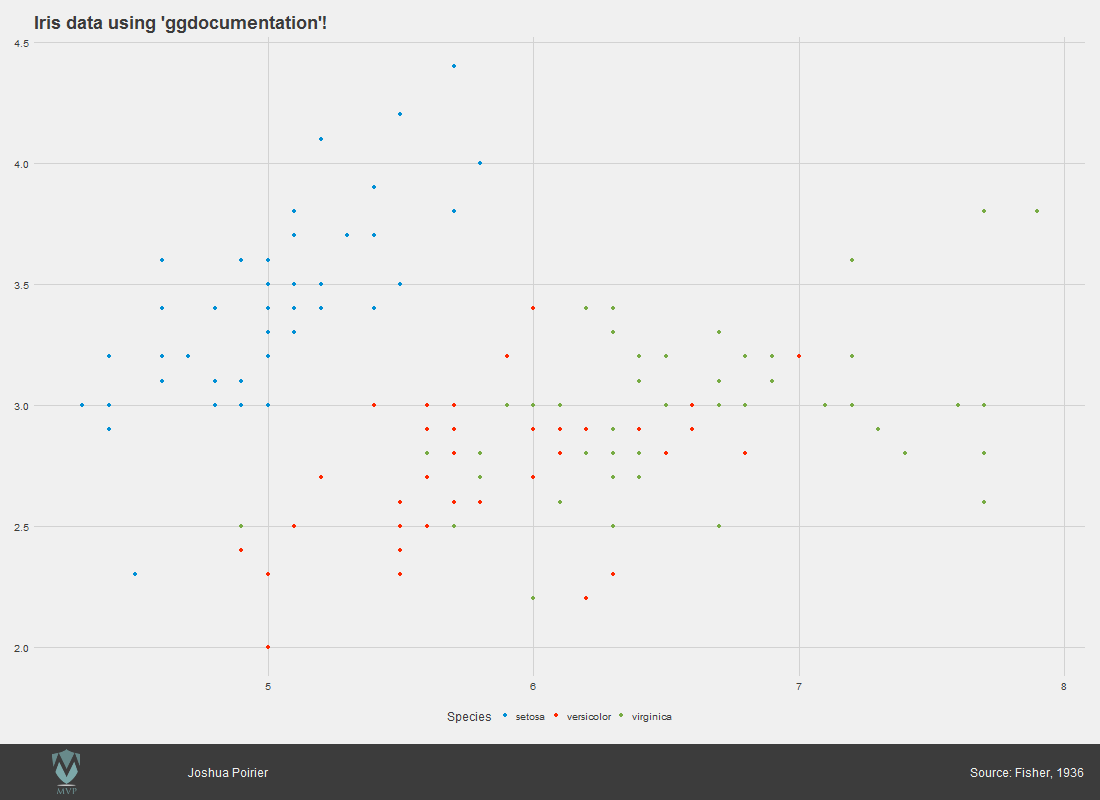 Iris data using 'ggdocumentation'!
4.5
4.0
3.5
3.0
2.5
2.0
5 6 7 8
Species setosa versicolor virginica
MVP
Joshua Poirier
Source: Fisher, 1936